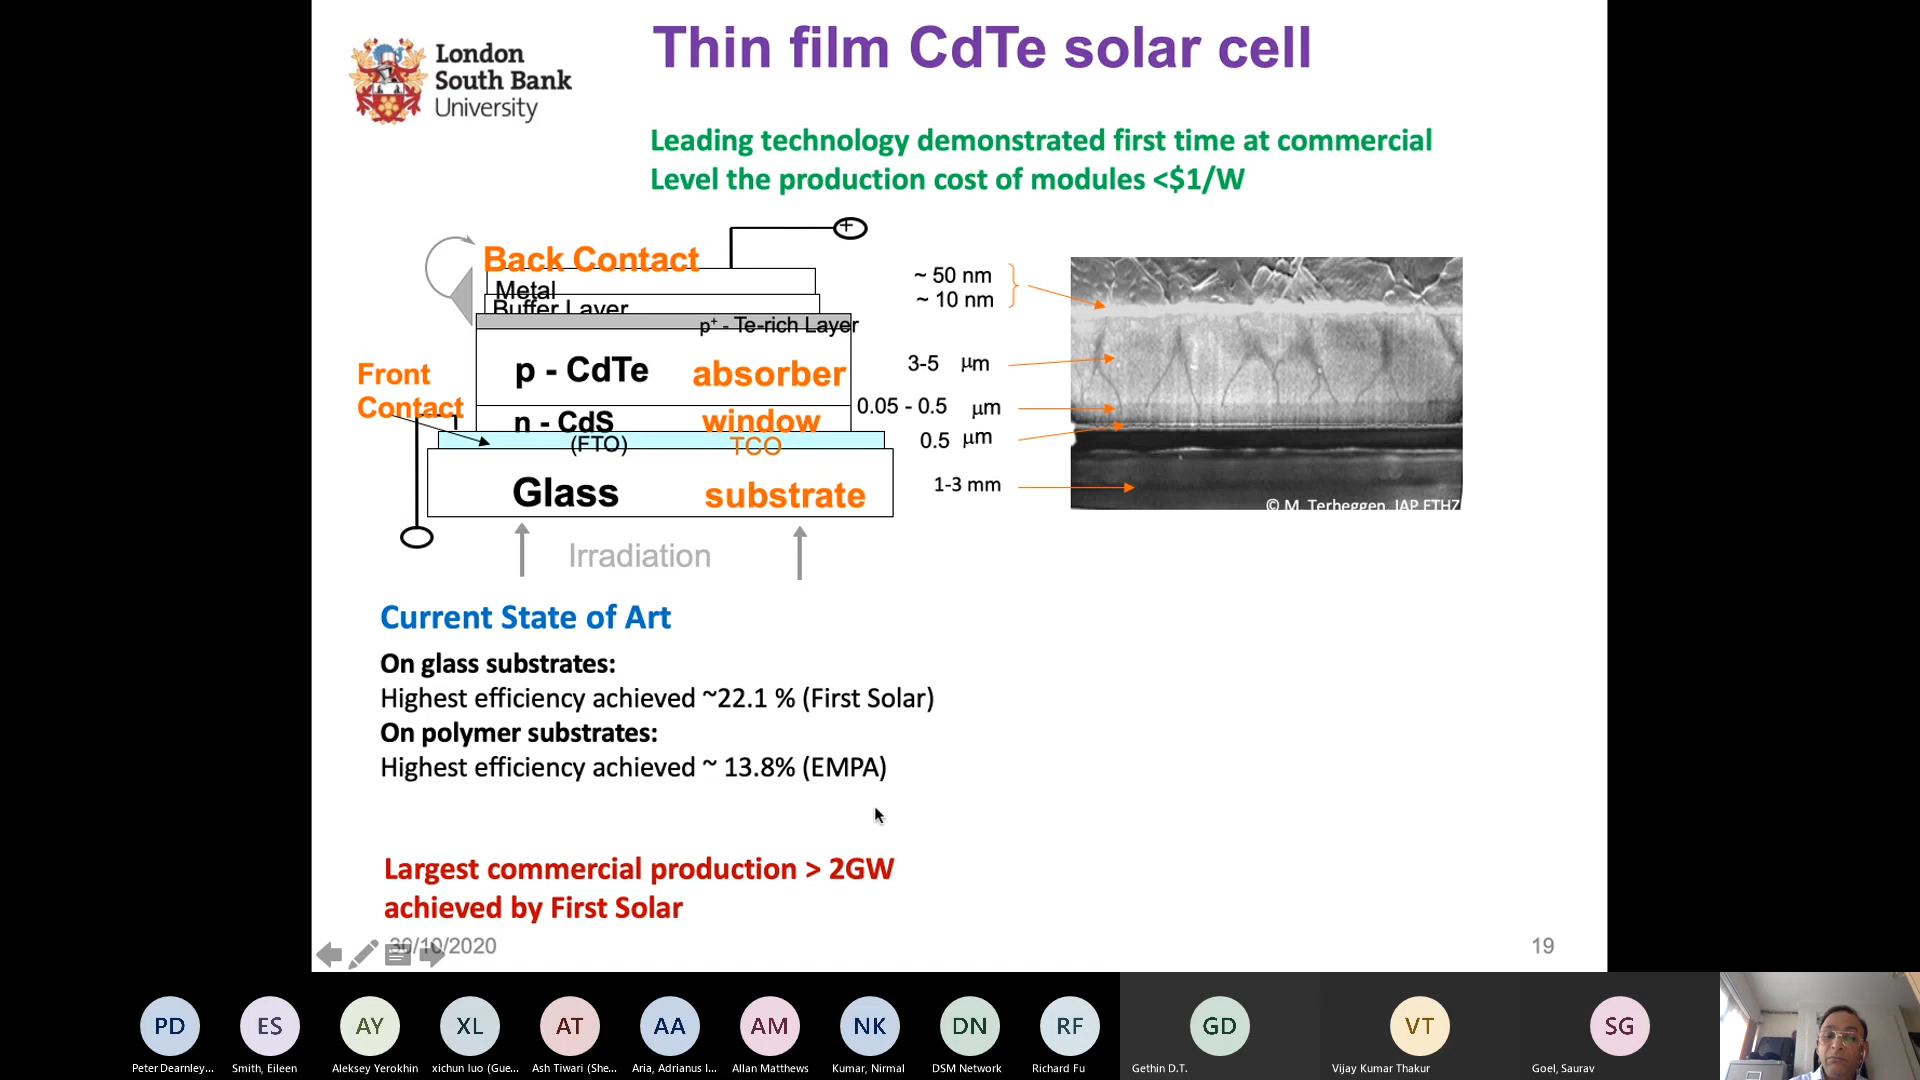 London
South Bank
University
Thin film CdTe solar cell
Leading technology demonstrated first time at commercial
Level the production cost of modules <$1/W
+
Back Contact
Metal
Buffer Layer
p+ - Te-rich Layer
p - CdTe absorber
Front
Contact
n - CdS window
(FTO) TCO
Glass substrate
Irradiation
~ 50 nm
~ 10 nm
3-5 μm
0.05 - 0.5 μm
0.5 μm
1-3 mm
© M. Terheggen, IAP ETHZ
Current State of Art
On glass substrates:
Highest efficiency achieved ~22.1 % (First Solar)
On polymer substrates:
Highest efficiency achieved ~ 13.8% (EMPA)
Largest commercial production > 2GW
achieved by First Solar
30/10/2020
19
PD ES AY XL AT AA AM NK DN RF GD VT SG
Peter Dearnley... Smith, Eileen Aleksey Yerokhin xichun luo (Gue... Ash Tiwari (She... Aria, Adrianus I... Allan Matthews Kumar, Nirmal DSM Network Richard Fu Gethin D.T. Vijay Kumar Thakur Goel, Saurav